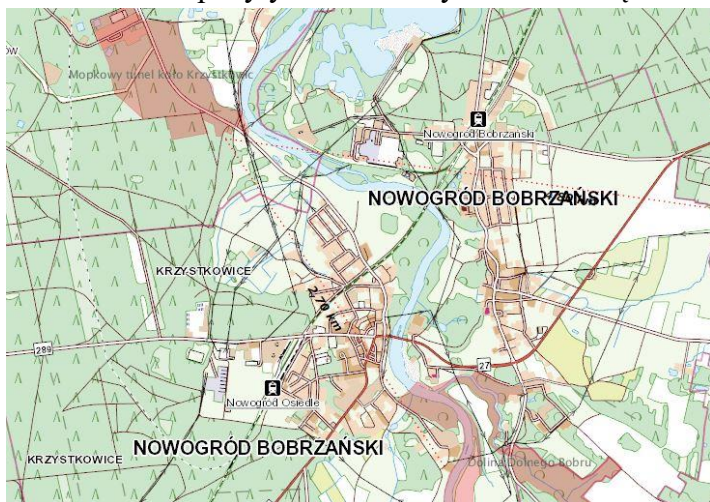 Mopkowy tunel koło Krzystkowic
Nowogród Bobrzański
NOWOGRÓD BOBRZAŃSKI
KRZYSTKOWICE
2,70 km
289
27
Nowogród Osiedle
NOWOGRÓD BOBRZAŃSKI
KRZYSTKOWICE
Dolina Dolnego Bobru